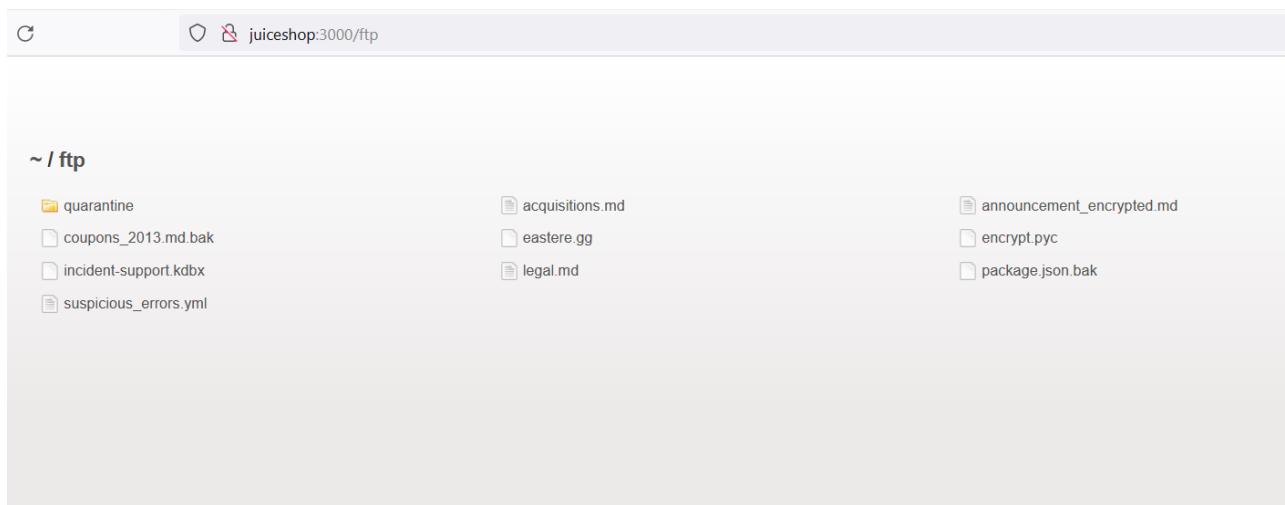 juiceshop:3000/ftp
~ / ftp
quarantine acquisitions.md announcement_encrypted.md
coupons_2013.md.bak eastere.gg encrypt.pyc
incident-support.kdbx legal.md package.json.bak
suspicious_errors.yml